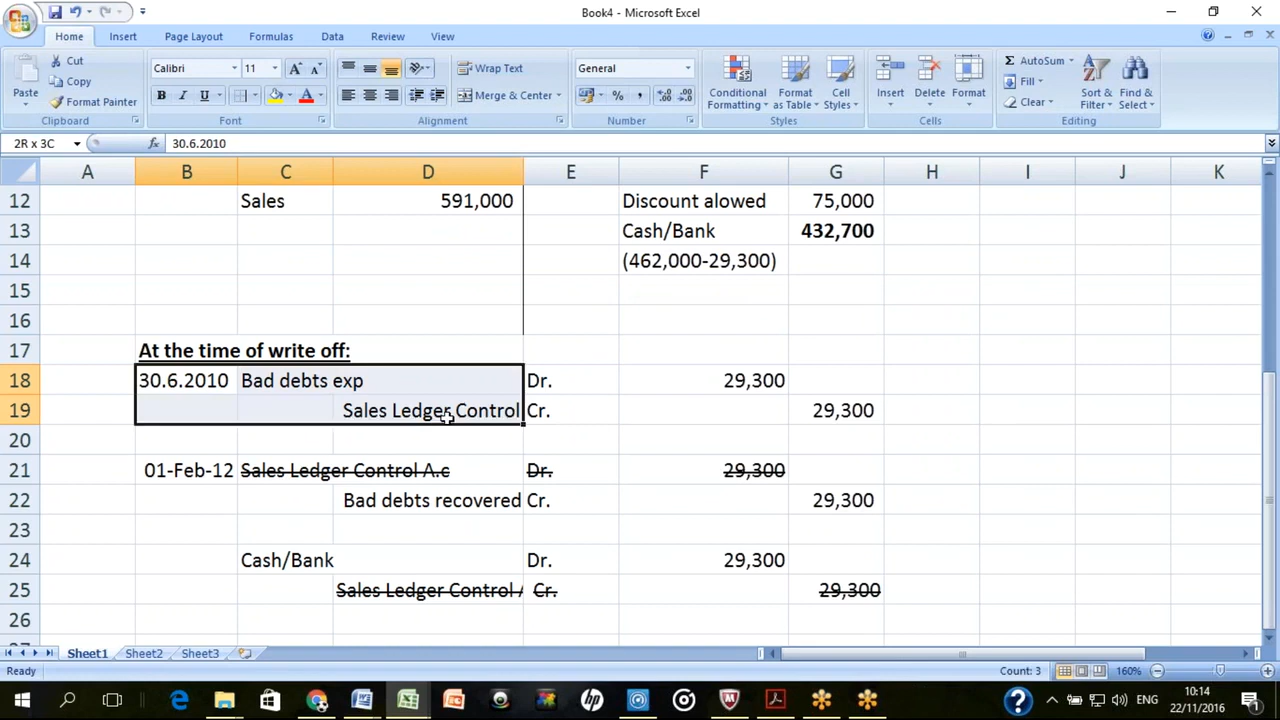 Book4 - Microsoft Excel
Home Insert Page Layout Formulas Data Review View
Paste Cut Copy Format Painter Clipboard
Calibri 11 A A B I U A Font
Wrap Text Merge & Center Alignment
General % , Number
Conditional Formatting Format as Table Cell Styles Styles
Insert Delete Format Cells
Σ AutoSum Fill Clear Sort & Filter Find & Select Editing
2R x 3C fx 30.6.2010
A B C D E F G H I J K
12 Sales 591,000 Discount alowed 75,000
13 Cash/Bank 432,700
14 (462,000-29,300)
15
16
17 At the time of write off:
18 30.6.2010 Bad debts exp Dr. 29,300
19 Sales Ledger Control Cr. 29,300
20
21 01-Feb-12 Sales Ledger Control A.c Dr. 29,300
22 Bad debts recovered Cr. 29,300
23
24 Cash/Bank Dr. 29,300
25 Sales Ledger Control Cr. 29,300
26
Sheet1 Sheet2 Sheet3
Ready Count: 3 160%
ENG 10:14
22/11/2016